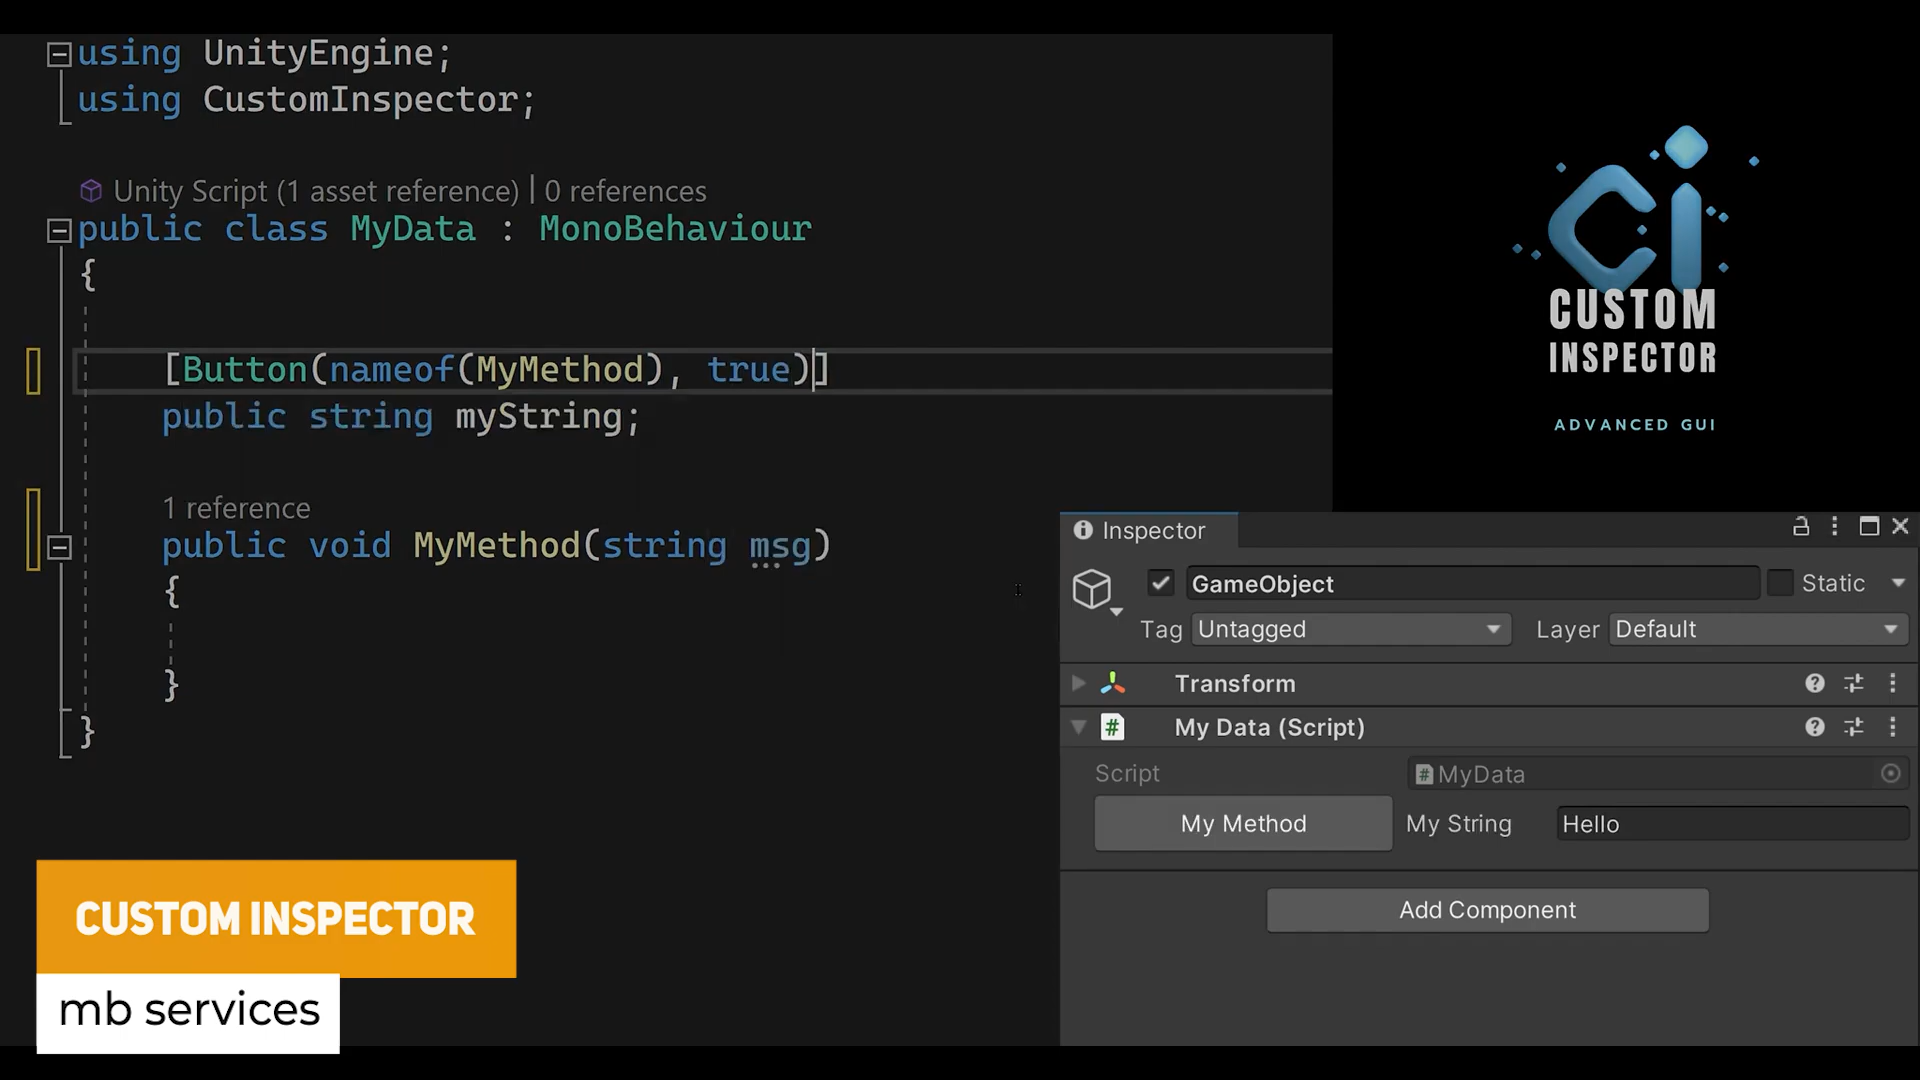 using UnityEngine;
using CustomInspector;
Unity Script (1 asset reference) | 0 references
public class MyData : MonoBehaviour
{
[Button(nameof(MyMethod), true)]
public string myString;
1 reference
public void MyMethod(string msg)
{
}
}
Ci
CUSTOM
INSPECTOR
ADVANCED GUI
Inspector
GameObject
Static
Tag Untagged Layer Default
Transform
# My Data (Script)
Script # MyData
My Method My String Hello
Add Component
CUSTOM INSPECTOR
mb services